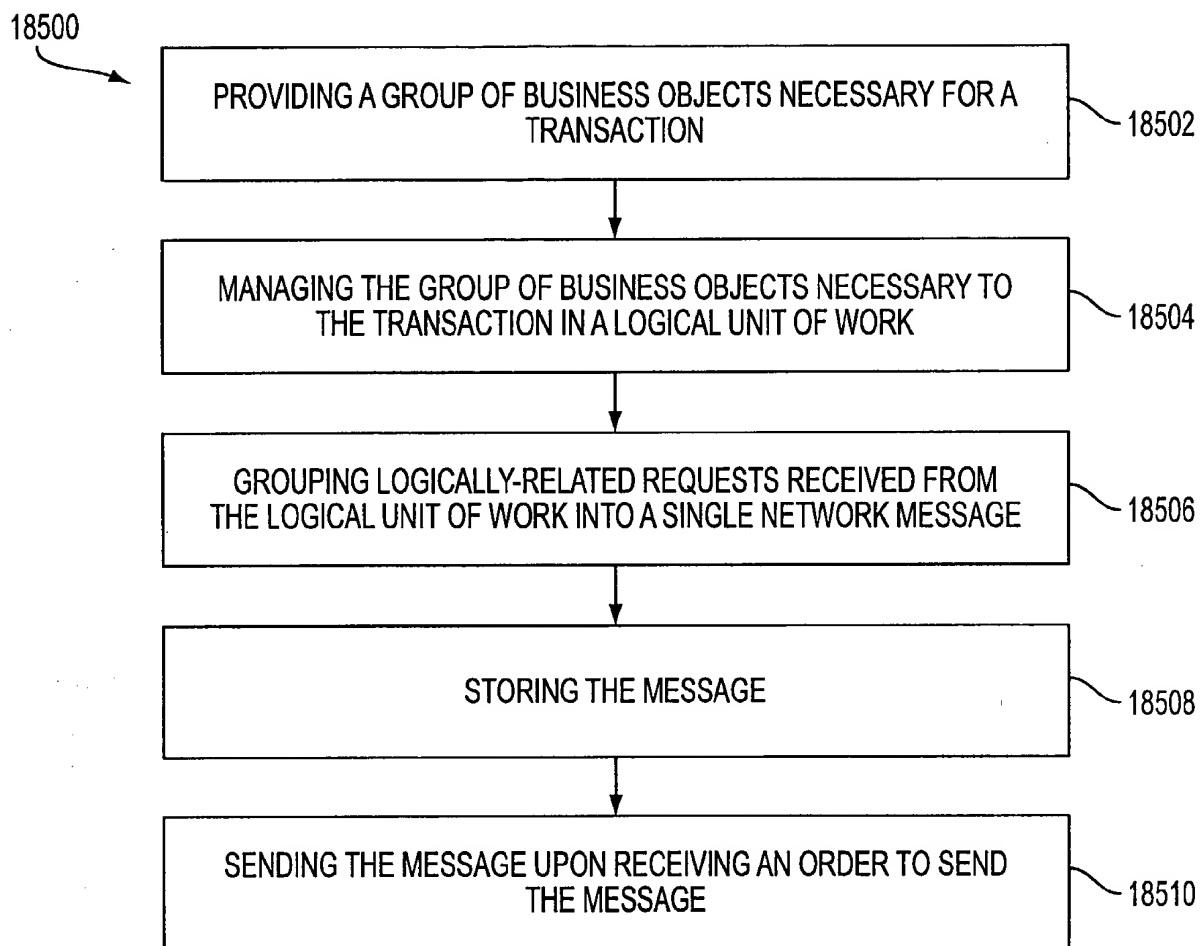 18500
PROVIDING A GROUP OF BUSINESS OBJECTS NECESSARY FOR A
TRANSACTION
18502
MANAGING THE GROUP OF BUSINESS OBJECTS NECESSARY TO
THE TRANSACTION IN A LOGICAL UNIT OF WORK
18504
GROUPING LOGICALLY-RELATED REQUESTS RECEIVED FROM
THE LOGICAL UNIT OF WORK INTO A SINGLE NETWORK MESSAGE
18506
STORING THE MESSAGE
18508
SENDING THE MESSAGE UPON RECEIVING AN ORDER TO SEND
THE MESSAGE
18510